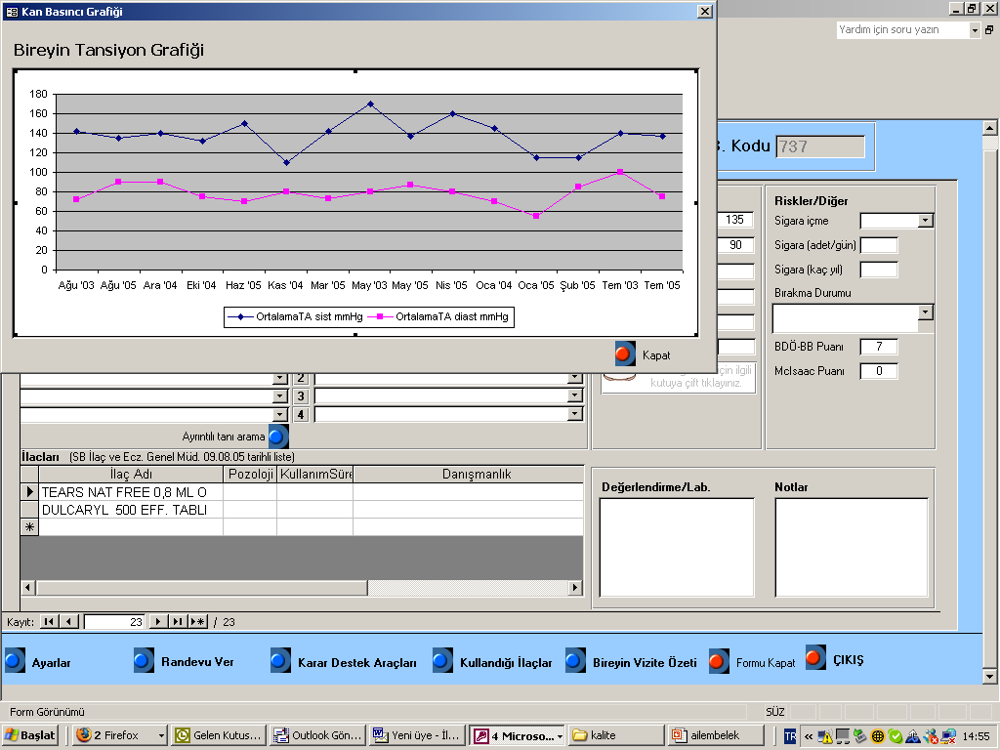 Kan Basıncı Grafiği
Yardım için soru yazın
Bireyin Tansiyon Grafiği
180
160
140
120
100
80
60
40
20
0
Ağu '03 Ağu '05 Ara '04 Eki '04 Haz '05 Kas '04 Mar '05 May '03 May '05 Nis '05 Oca '04 Oca '05 Şub '05 Tem '03 Tem '05
OrtalamaTA sist mmHg OrtalamaTA diast mmHg
Kapat
. Kodu 737
135
90
Riskler/Diğer
Sigara içme
Sigara (adet/gün)
Sigara (kaç yıl)
Bırakma Durumu
BDÖ-BB Puanı 7
McIsaac Puanı 0
için ilgili
kutuya çift tıklayınız.
2
3
4
Ayrıntılı tanı arama
İlaçları (SB İlaç ve Ecz. Genel Müd. 09.08.05 tarihli liste)
İlaç Adı Pozoloji KullanımSüre Danışmanlık
TEARS NAT FREE 0,8 ML O
DULCARYL 500 EFF. TABLI
Değerlendirme/Lab. Notlar
Kayıt: 23 / 23
Ayarlar Randevu Ver Karar Destek Araçları Kullandığı İlaçlar Bireyin Vizite Özeti Formu Kapat ÇIKIŞ
Form Görünümü SÜZ
Başlat 2 Firefox Gelen Kutus... Outlook Gön... Yeni üye - İl... 4 Microso... kalite ailembelek TR « 14:55